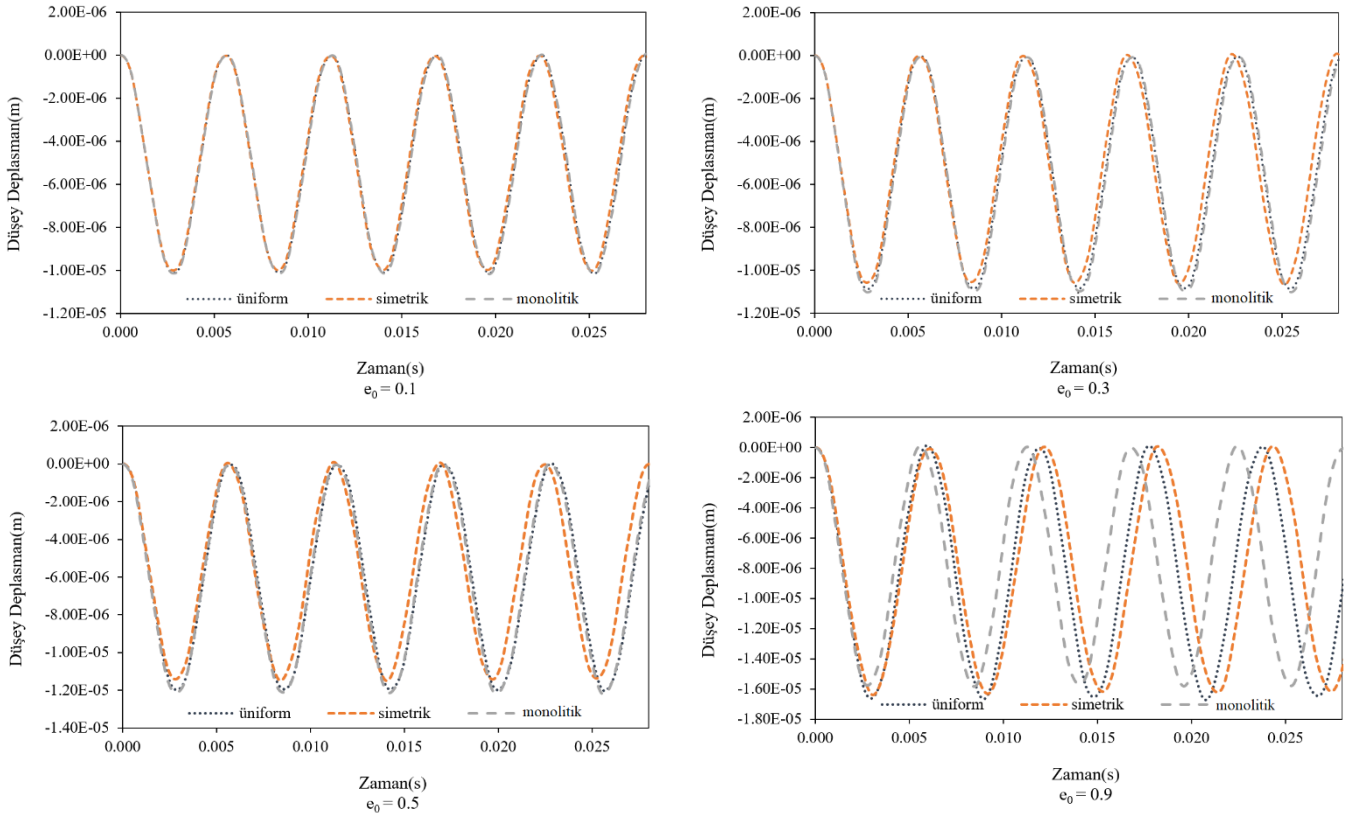 2.00E-06
0.00E+00
-2.00E-06
-4.00E-06
-6.00E-06
-8.00E-06
-1.00E-05
-1.20E-05
Düşey Deplasman(m)
üniform simetrik monolitik
0.000 0.005 0.010 0.015 0.020 0.025
Zaman(s)
e₀ = 0.1
2.00E-06
0.00E+00
-2.00E-06
-4.00E-06
-6.00E-06
-8.00E-06
-1.00E-05
-1.20E-05
Düşey Deplasman(m)
üniform simetrik monolitik
0.000 0.005 0.010 0.015 0.020 0.025
Zaman(s)
e₀ = 0.3
2.00E-06
0.00E+00
-2.00E-06
-4.00E-06
-6.00E-06
-8.00E-06
-1.00E-05
-1.20E-05
-1.40E-05
Düşey Deplasman(m)
üniform simetrik monolitik
0.000 0.005 0.010 0.015 0.020 0.025
Zaman(s)
e₀ = 0.5
2.00E-06
0.00E+00
-2.00E-06
-4.00E-06
-6.00E-06
-8.00E-06
-1.00E-05
-1.20E-05
-1.40E-05
-1.60E-05
-1.80E-05
Düşey Deplasman(m)
üniform simetrik monolitik
0.000 0.005 0.010 0.015 0.020 0.025
Zaman(s)
e₀ = 0.9